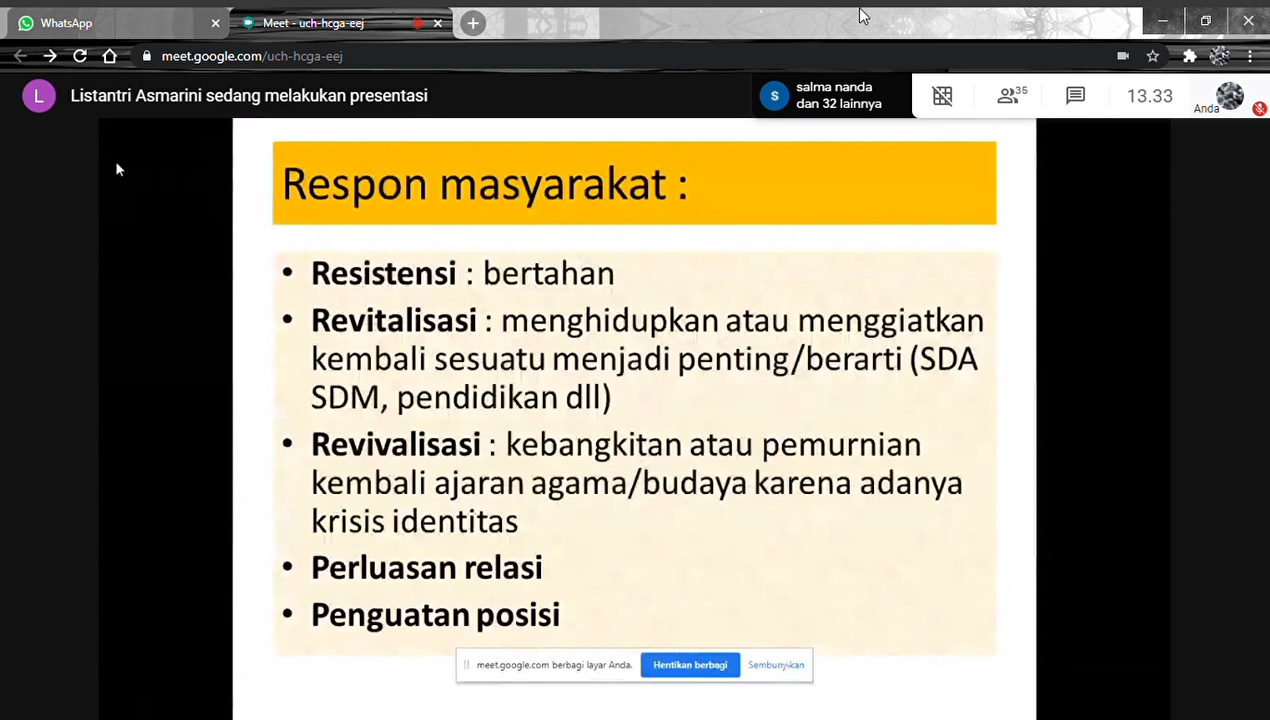 WhatsApp
Meet - uch-hcga-eej
meet.google.com/uch-hcga-eej
L
Listantri Asmarini sedang melakukan presentasi
s
salma nanda
dan 32 lainnya
35
13.33
Anda
Respon masyarakat :
• Resistensi : bertahan
• Revitalisasi : menghidupkan atau menggiatkan
kembali sesuatu menjadi penting/berarti (SDA
SDM, pendidikan dll)
• Revivalisasi : kebangkitan atau pemurnian
kembali ajaran agama/budaya karena adanya
krisis identitas
• Perluasan relasi
• Penguatan posisi
meet.google.com berbagi layar Anda.
Hentikan berbagi
Sembunyikan